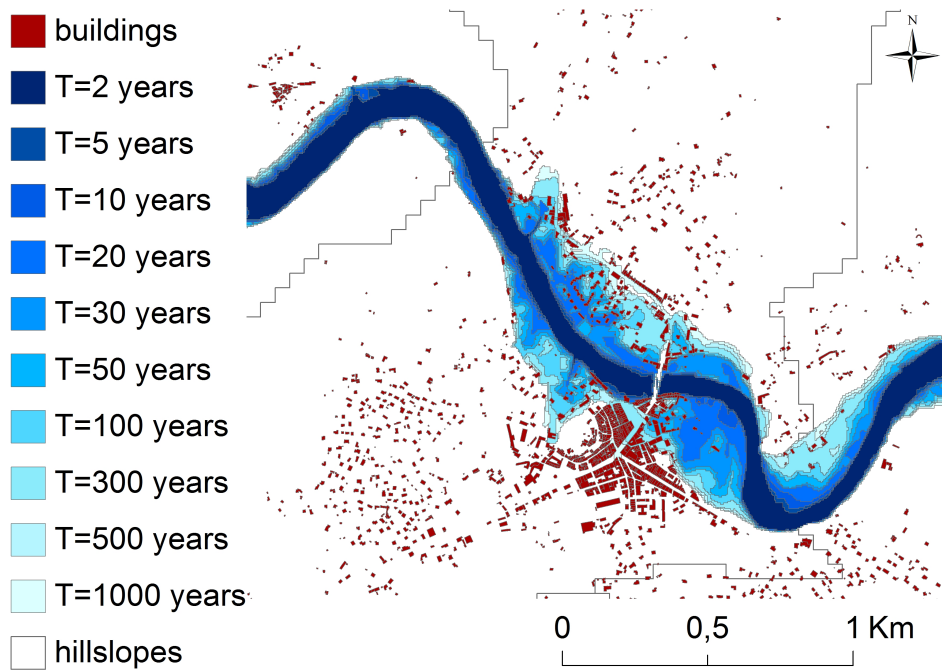 buildings
T=2 years
T=5 years
T=10 years
T=20 years
T=30 years
T=50 years
T=100 years
T=300 years
T=500 years
T=1000 years
hillslopes
N
0 0,5 1 Km